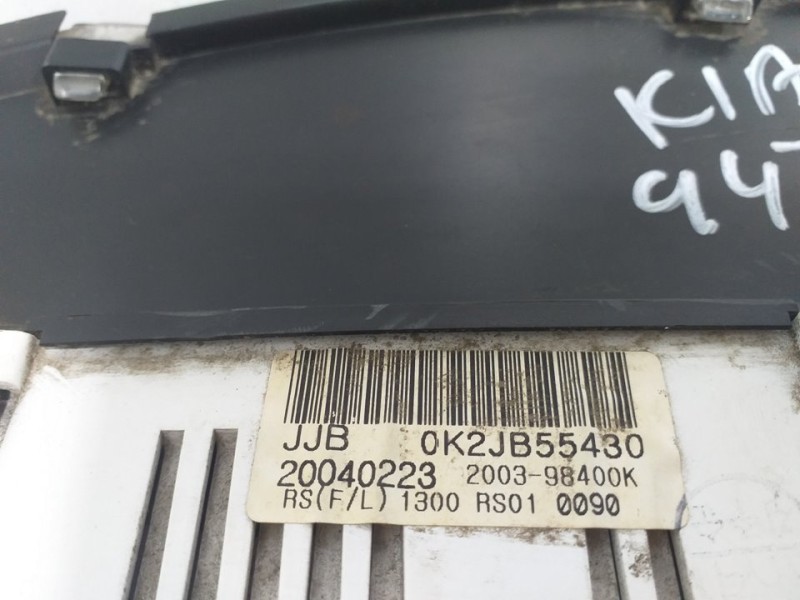 KIA
94
JJB 0K2JB55430
20040223 2003-98400K
RS(F/L) 1300 RS01 0090